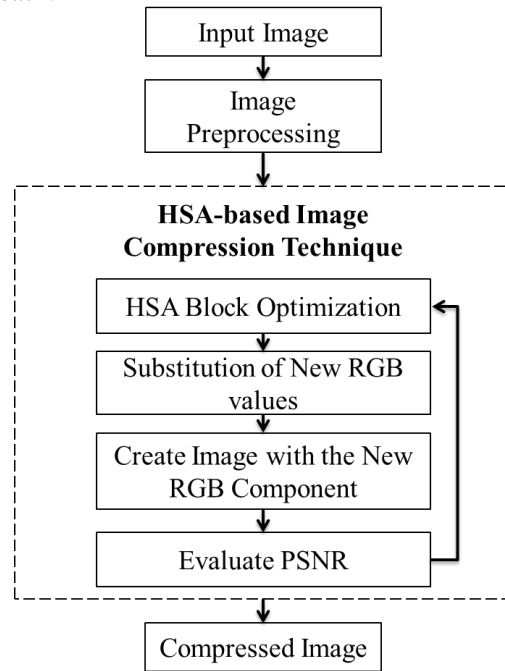 Input Image
Image
Preprocessing
HSA-based Image
Compression Technique
HSA Block Optimization
Substitution of New RGB
values
Create Image with the New
RGB Component
Evaluate PSNR
Compressed Image